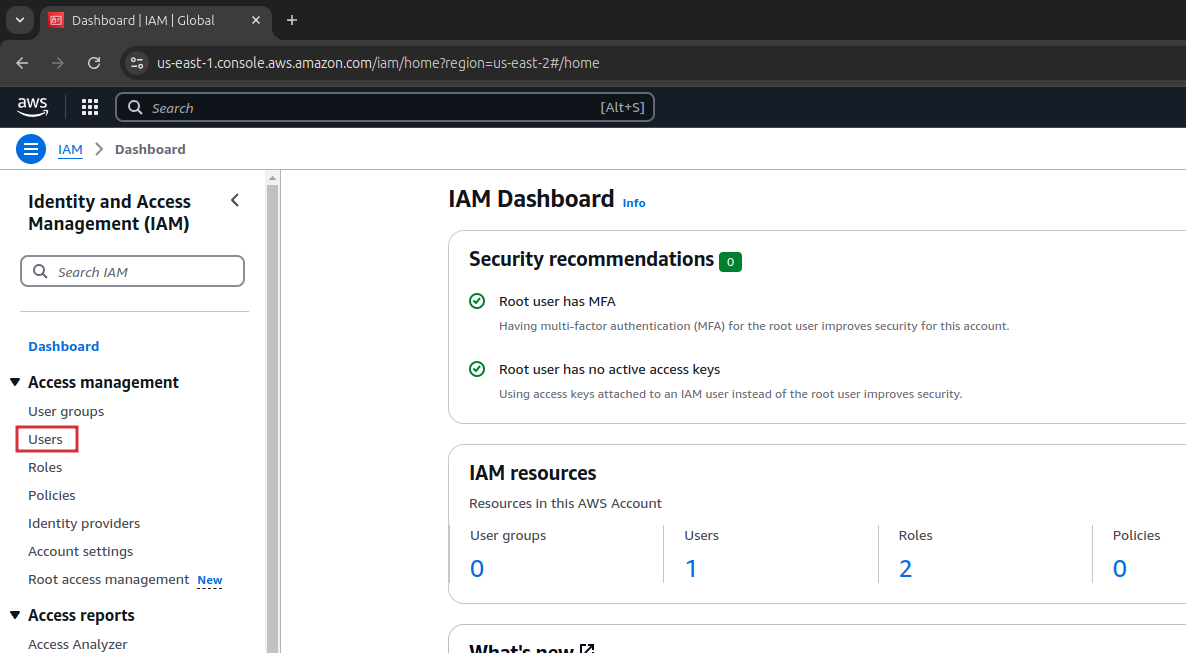 Dashboard | IAM | Global
us-east-1.console.aws.amazon.com/iam/home?region=us-east-2#/home
aws
Search [Alt+S]
IAM Dashboard
Identity and Access
Management (IAM)
Search IAM
Dashboard
Access management
User groups
Users
Roles
Policies
Identity providers
Account settings
Root access management New
Access reports
Access Analyzer
IAM Dashboard Info
Security recommendations 0
Root user has MFA
Having multi-factor authentication (MFA) for the root user improves security for this account.
Root user has no active access keys
Using access keys attached to an IAM user instead of the root user improves security.
IAM resources
Resources in this AWS Account
User groups Users Roles Policies
0 1 2 0
What's new